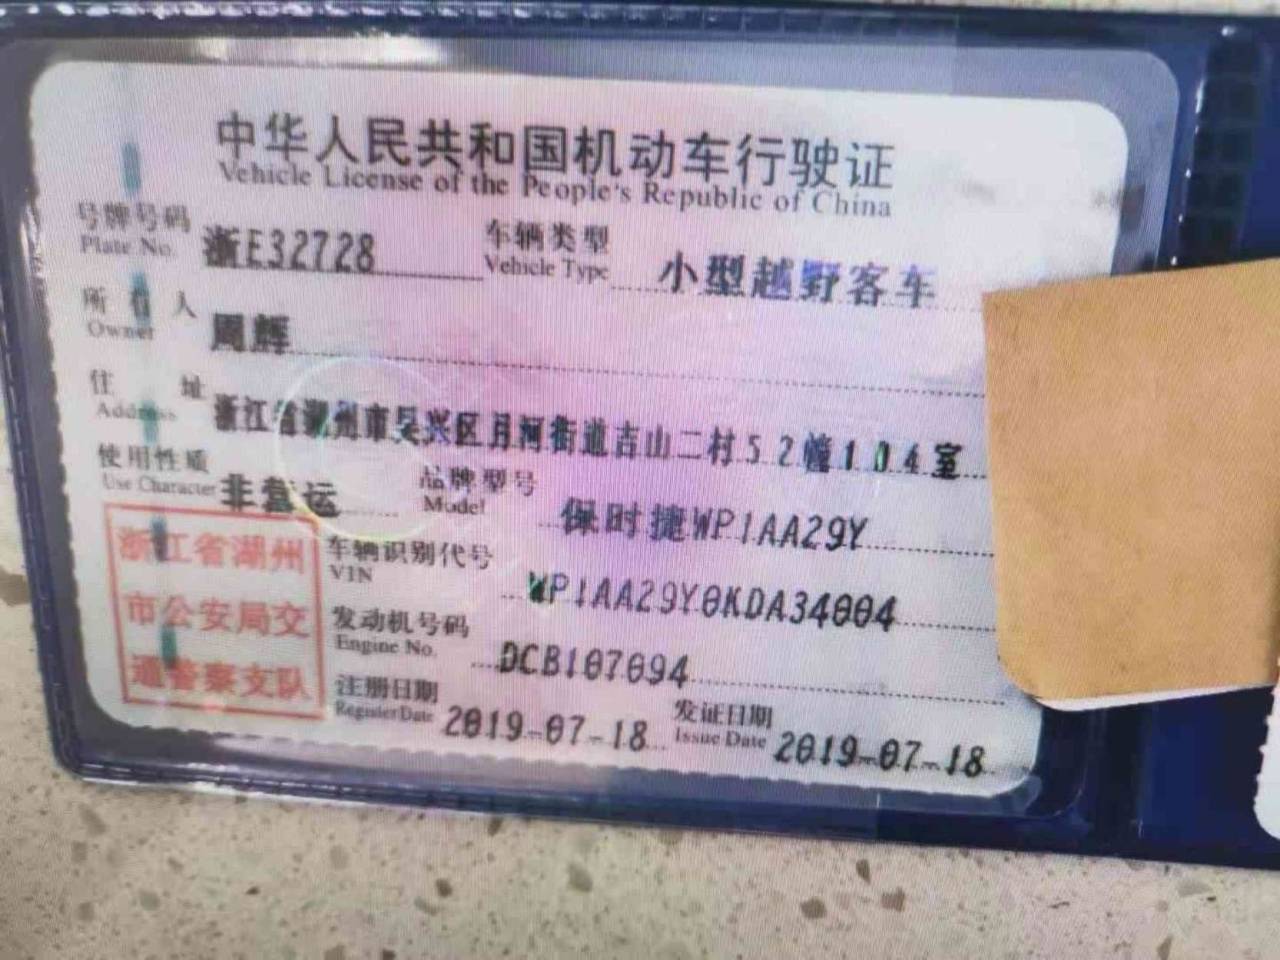 中华人民共和国机动车行驶证
Vehicle License of the People's Republic of China
号牌号码 浙E32728 车辆类型 小型越野客车
Plate No. Vehicle Type
所有人 周辉
Owner
住址 浙江省湖州市吴兴区月河街道吉山二村52幢104室
Address
使用性质 非营运 品牌型号 保时捷WP1AA29Y
Use Character Model
浙江省湖州
市公安局交
通警察支队
车辆识别代号 WP1AA29Y0KDA34004
VIN
发动机号码 DCB107094
Engine No.
注册日期 2019-07-18 发证日期 2019-07-18
Register Date Issue Date